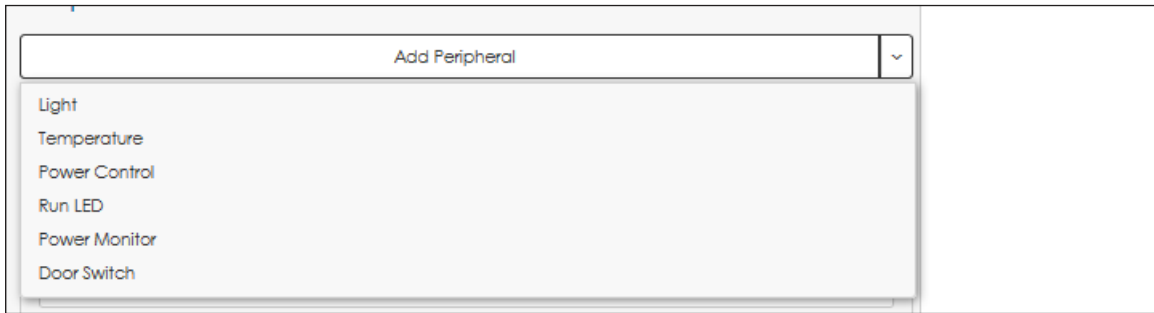 Add Peripheral
Light
Temperature
Power Control
Run LED
Power Monitor
Door Switch